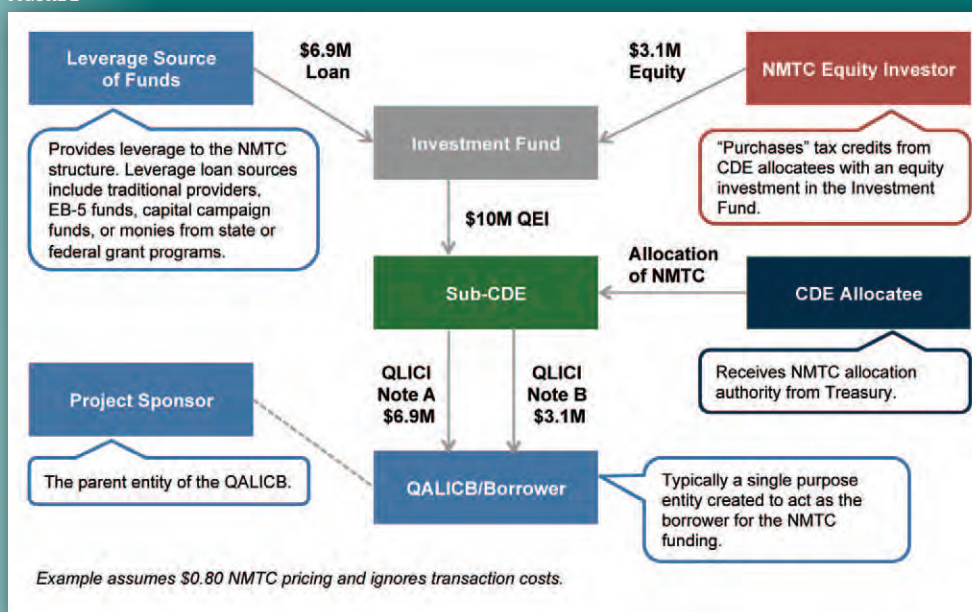 Leverage Source
of Funds
$6.9M
Loan
$3.1M
Equity
NMTC Equity Investor
Provides leverage to the NMTC
structure. Leverage loan sources
include traditional providers,
EB-5 funds, capital campaign
funds, or monies from state or
federal grant programs.
Investment Fund
"Purchases" tax credits from
CDE allocatees with an equity
investment in the Investment
Fund.
$10M QEI
Sub-CDE
Allocation
of NMTC
CDE Allocatee
Receives NMTC allocation
authority from Treasury.
Project Sponsor
The parent entity of the QALICB.
QLICI
Note A
$6.9M
QLICI
Note B
$3.1M
QALICB/Borrower
Typically a single purpose
entity created to act as the
borrower for the NMTC
funding.
Example assumes $0.80 NMTC pricing and ignores transaction costs.